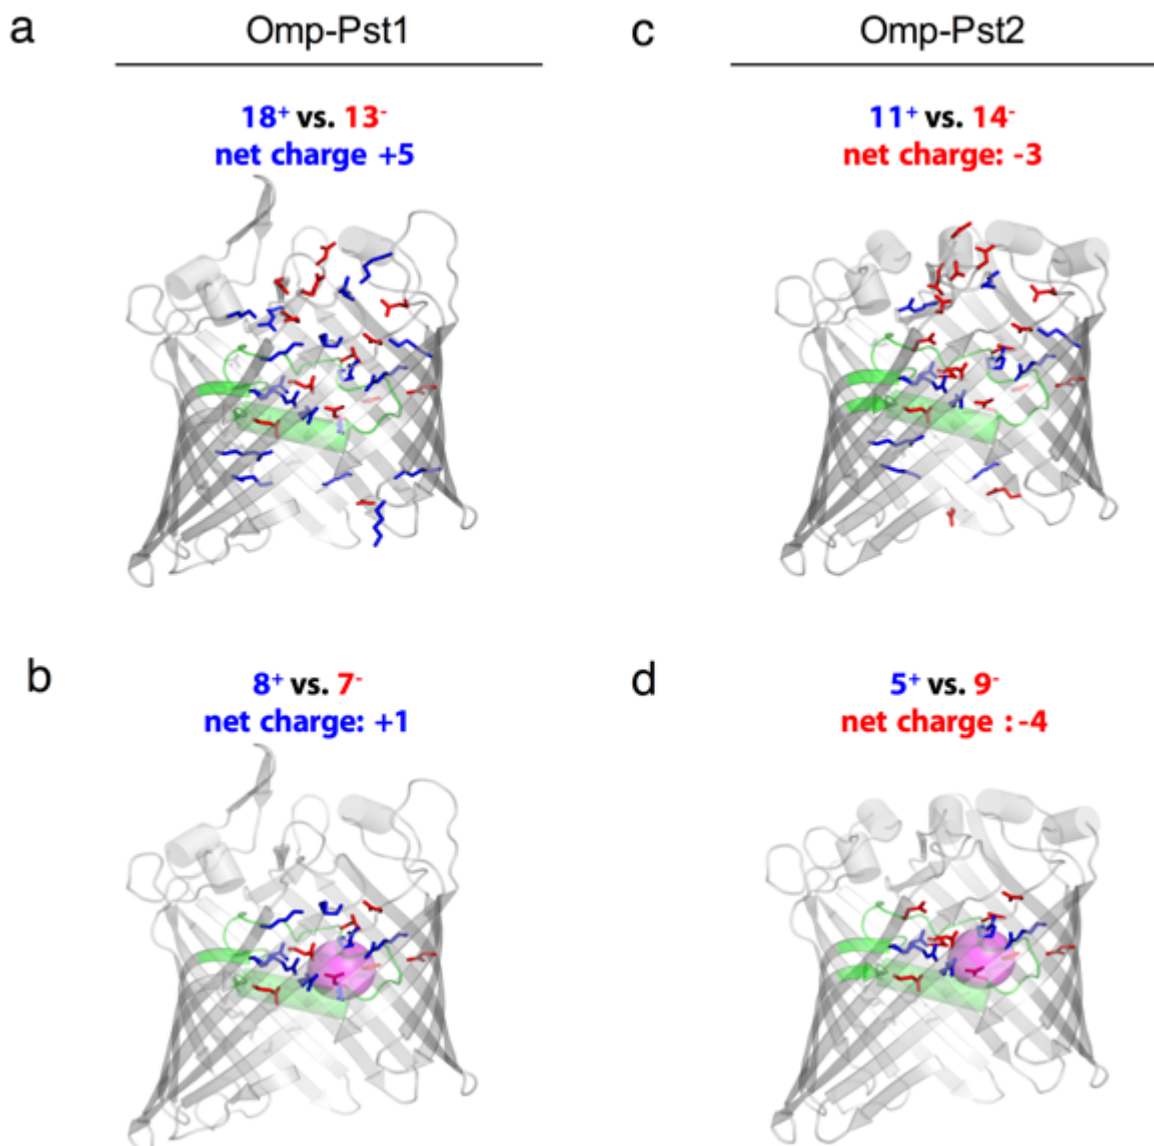 a
Omp-Pst1
18⁺ vs. 13⁻
net charge +5
b
8⁺ vs. 7⁻
net charge: +1
c
Omp-Pst2
11⁺ vs. 14⁻
net charge: -3
d
5⁺ vs. 9⁻
net charge : -4